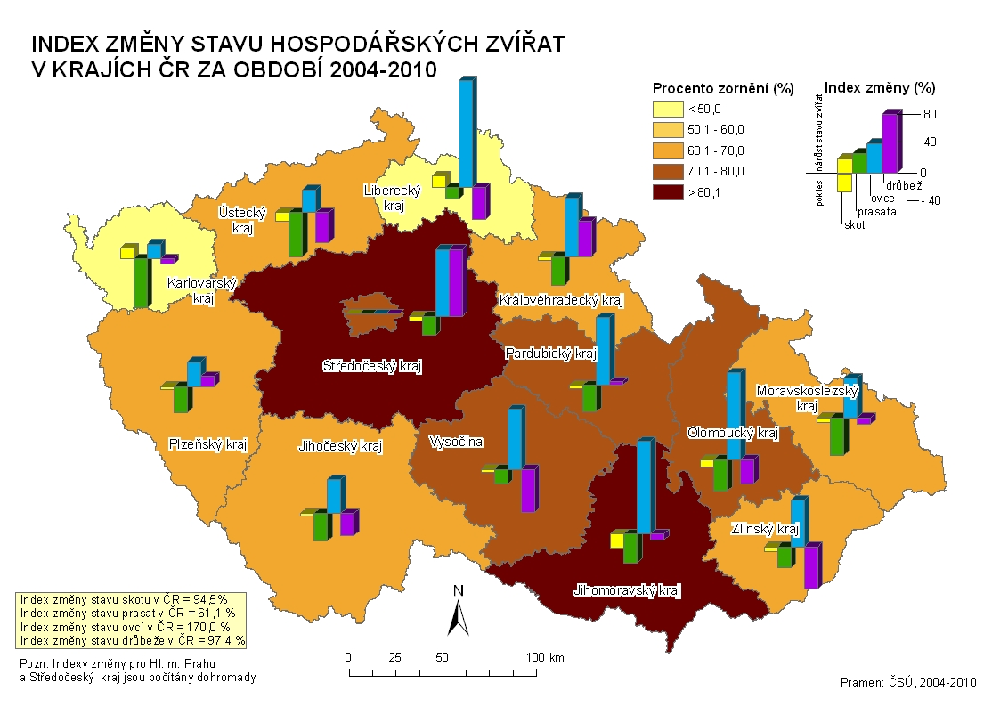 INDEX ZMĚNY STAVU HOSPODÁŘSKÝCH ZVÍŘAT
V KRAJÍCH ČR ZA OBDOBÍ 2004-2010
Procento zornění (%)
< 50,0
50,1 - 60,0
60,1 - 70,0
70,1 - 80,0
> 80,1
Index změny (%)
nárůst stavu zvířat
pokles
80
40
0
- 40
drůbež
ovce
prasata
skot
Liberecký
kraj
Ústecký
kraj
Karlovarský
kraj
Královéhradecký kraj
Středočeský kraj
Pardubický kraj
Moravskoslezský
kraj
Olomoucký kraj
Plzeňský kraj
Jihočeský kraj
Vysočina
Zlínský kraj
Jihomoravský kraj
Index změny stavu skotu v ČR = 94,5%
Index změny stavu prasat v ČR = 61,1 %
Index změny stavu ovcí v ČR = 170,0 %
Index změny stavu drůbeže v ČR = 97,4 %
Pozn. Indexy změny pro Hl. m. Prahu
a Středočeský kraj jsou počítány dohromady
N
0 25 50 100 km
Pramen: ČSÚ, 2004-2010